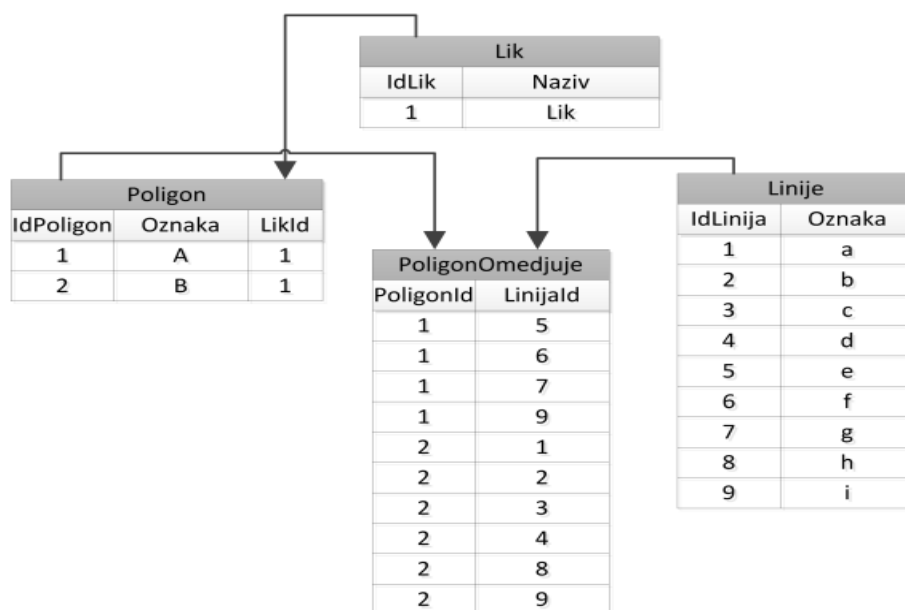 Lik
IdLik Naziv
1 Lik
Poligon
IdPoligon Oznaka LikId
1 A 1
2 B 1
PoligonOmedjuje
PoligonId LinijaId
1 5
1 6
1 7
1 9
2 1
2 2
2 3
2 4
2 8
2 9
Linije
IdLinija Oznaka
1 a
2 b
3 c
4 d
5 e
6 f
7 g
8 h
9 i